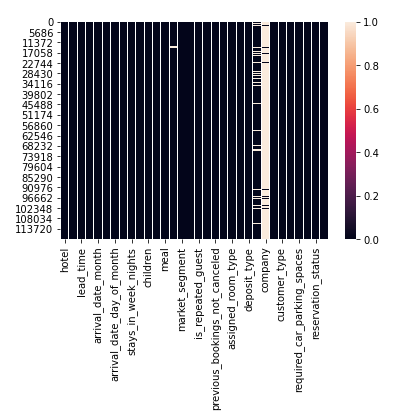 0
5686
11372
17058
22744
28430
34116
39802
45488
51174
56860
62546
68232
73918
79604
85290
90976
96662
102348
108034
113720
hotel
lead_time
arrival_date_month
arrival_date_day_of_month
stays_in_week_nights
children
meal
market_segment
is_repeated_guest
previous_bookings_not_canceled
assigned_room_type
deposit_type
company
customer_type
required_car_parking_spaces
reservation_status
1.0
0.8
0.6
0.4
0.2
0.0